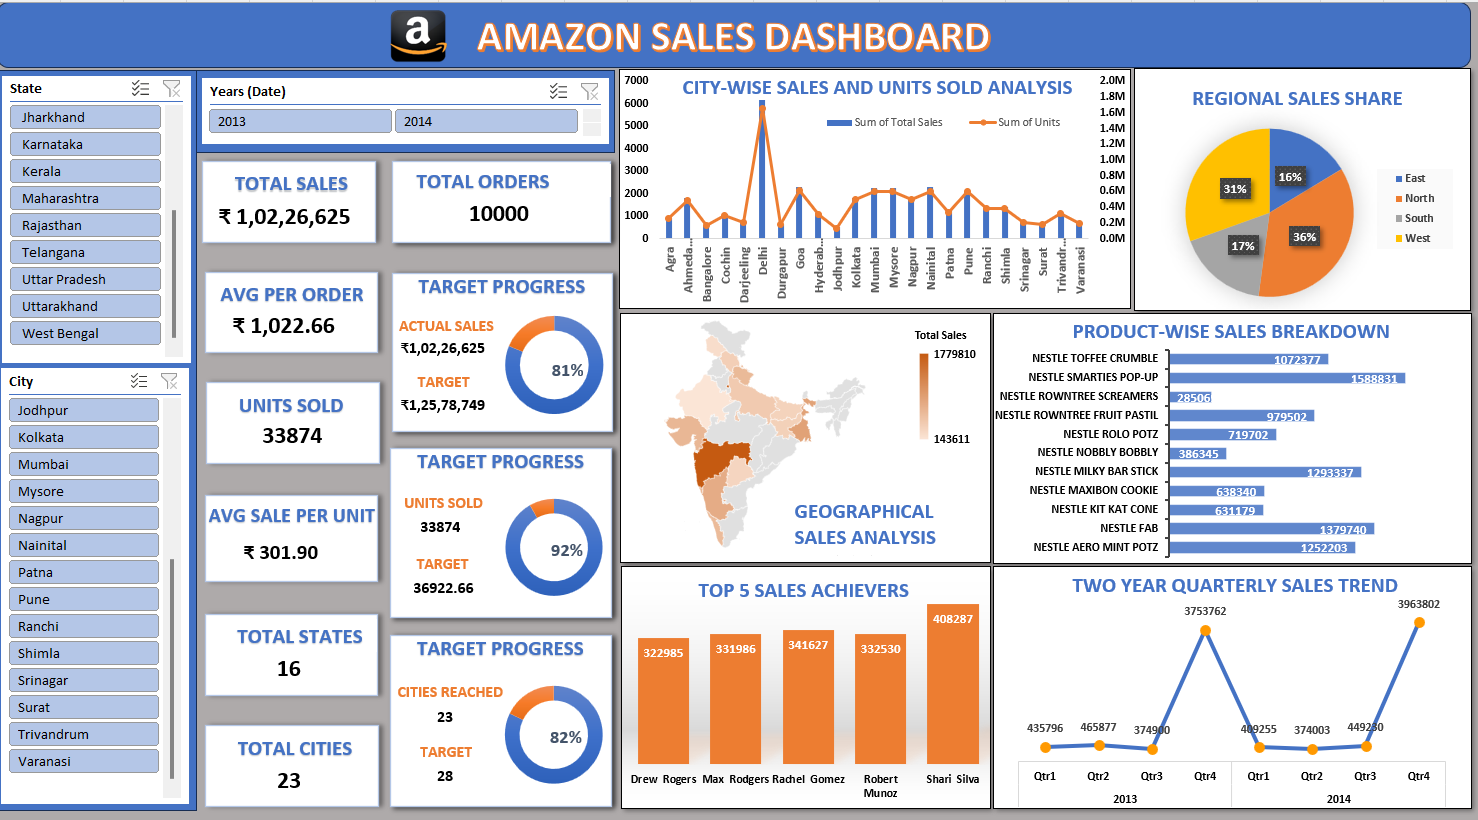 a
AMAZON SALES DASHBOARD
State
Jharkhand
Karnataka
Kerala
Maharashtra
Rajasthan
Telangana
Uttar Pradesh
Uttarakhand
West Bengal
City
Jodhpur
Kolkata
Mumbai
Mysore
Nagpur
Nainital
Patna
Pune
Ranchi
Shimla
Srinagar
Surat
Trivandrum
Varanasi
Years (Date)
2013
2014
TOTAL SALES
₹ 1,02,26,625
TOTAL ORDERS
10000
AVG PER ORDER
₹ 1,022.66
UNITS SOLD
33874
AVG SALE PER UNIT
₹ 301.90
TOTAL STATES
16
TOTAL CITIES
23
TARGET PROGRESS
ACTUAL SALES
₹1,02,26,625
TARGET
₹1,25,78,749
81%
TARGET PROGRESS
UNITS SOLD
33874
TARGET
36922.66
92%
TARGET PROGRESS
CITIES REACHED
23
TARGET
28
82%
CITY-WISE SALES AND UNITS SOLD ANALYSIS
Sum of Total Sales
Sum of Units
7000
6000
5000
4000
3000
2000
1000
0
2.0M
1.8M
1.6M
1.4M
1.2M
1.0M
0.8M
0.6M
0.4M
0.2M
0.0M
Agra
Ahmeda...
Bangalore
Cochin
Darjeeling
Delhi
Durgapur
Goa
Hyderab...
Jodhpur
Kolkata
Mumbai
Mysore
Nagpur
Nainital
Patna
Pune
Ranchi
Shimla
Srinagar
Surat
Trivandr...
Varanasi
REGIONAL SALES SHARE
16%
36%
17%
31%
East
North
South
West
Total Sales
1779810
143611
GEOGRAPHICAL
SALES ANALYSIS
PRODUCT-WISE SALES BREAKDOWN
NESTLE TOFFEE CRUMBLE 1072377
NESTLE SMARTIES POP-UP 1588831
NESTLE ROWNTREE SCREAMERS 28506
NESTLE ROWNTREE FRUIT PASTIL 979502
NESTLE ROLO POTZ 719702
NESTLE NOBBLY BOBBLY 386345
NESTLE MILKY BAR STICK 1293337
NESTLE MAXIBON COOKIE 638340
NESTLE KIT KAT CONE 631179
NESTLE FAB 1379740
NESTLE AERO MINT POTZ 1252203
TOP 5 SALES ACHIEVERS
322985
331986
341627
332530
408287
Drew Rogers
Max Rodgers
Rachel Gomez
Robert
Munoz
Shari Silva
TWO YEAR QUARTERLY SALES TREND
435796
465877
374900
3753762
409255
374003
449230
3963802
Qtr1
Qtr2
Qtr3
Qtr4
Qtr1
Qtr2
Qtr3
Qtr4
2013
2014